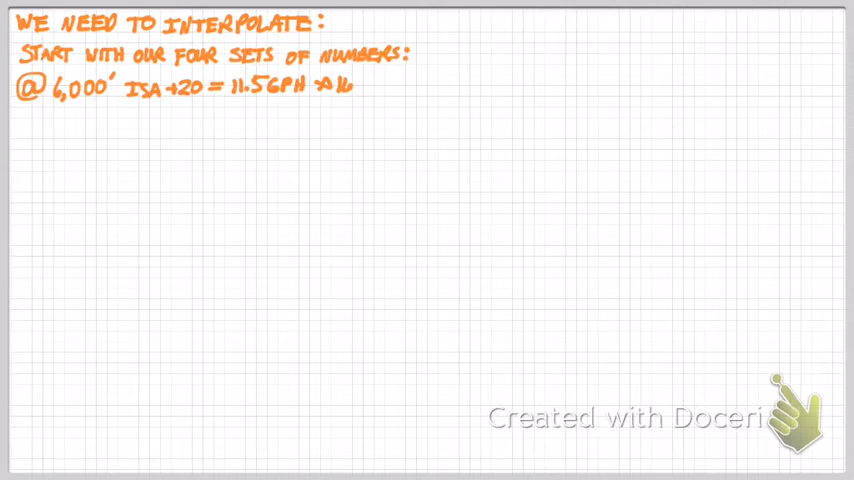 WE NEED TO INTERPOLATE:
START WITH OUR FOUR SETS OF NUMBERS:
@ 6,000' ISA +20 = 11.5 GPH 16
Created with Doceri